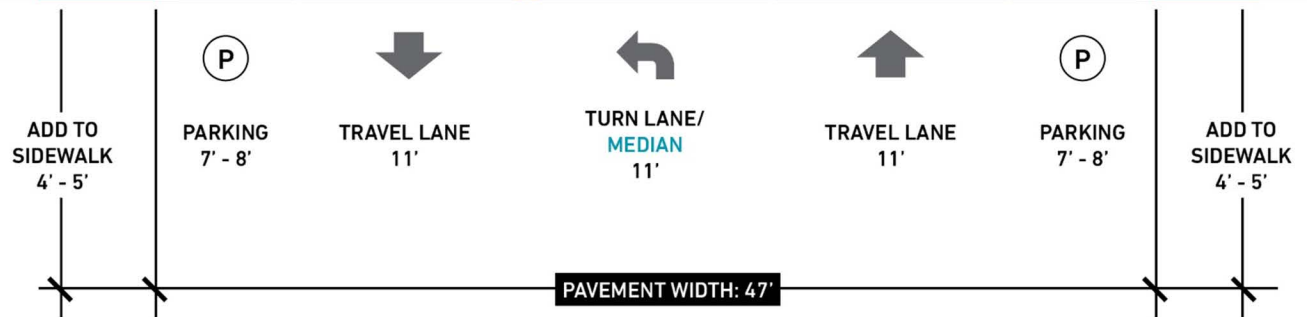 P
P
ADD TO
SIDEWALK
4' - 5'
PARKING
7' - 8'
TRAVEL LANE
11'
TURN LANE/
MEDIAN
11'
TRAVEL LANE
11'
PARKING
7' - 8'
ADD TO
SIDEWALK
4' - 5'
PAVEMENT WIDTH: 47'